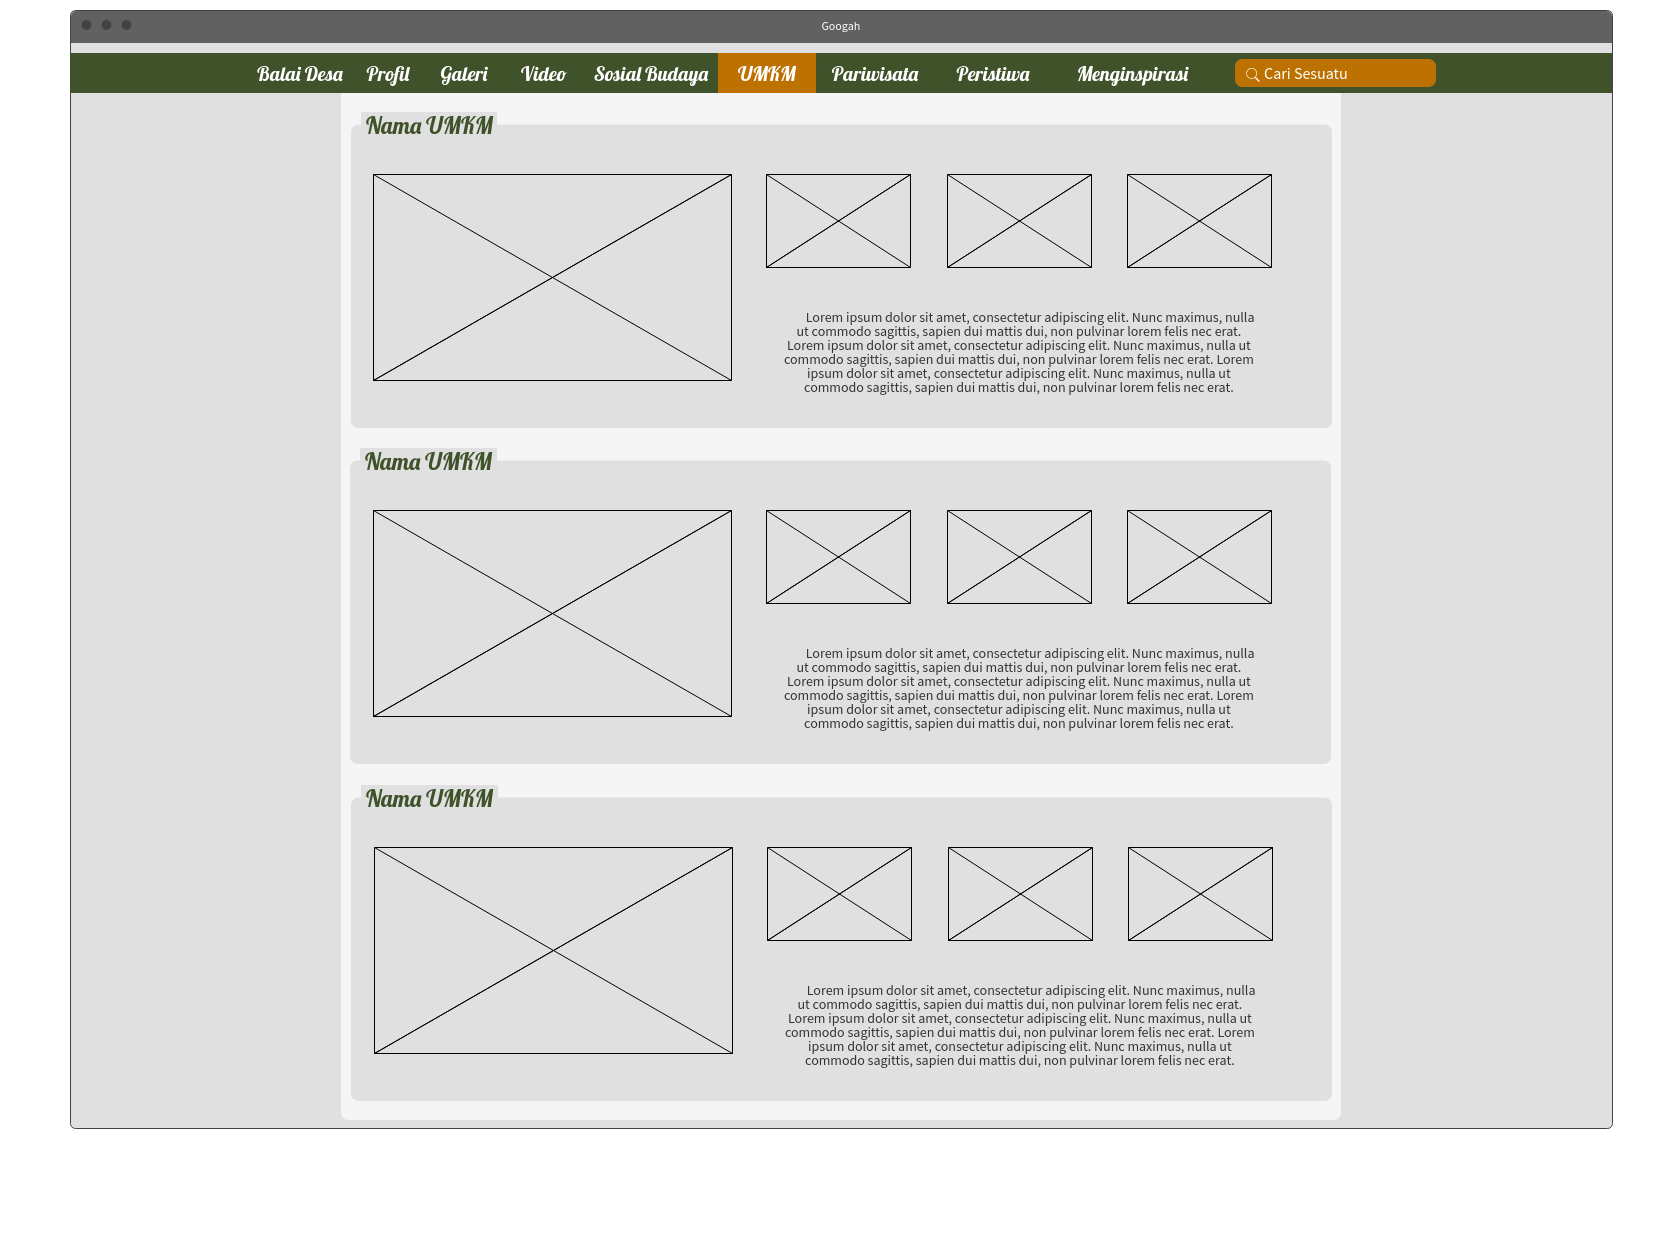 Googah
Balai Desa Profil Galeri Video Sosial Budaya UMKM Pariwisata Peristiwa Menginspirasi Cari Sesuatu
Nama UMKM
Lorem ipsum dolor sit amet, consectetur adipiscing elit. Nunc maximus, nulla
ut commodo sagittis, sapien dui mattis dui, non pulvinar lorem felis nec erat.
Lorem ipsum dolor sit amet, consectetur adipiscing elit. Nunc maximus, nulla ut
commodo sagittis, sapien dui mattis dui, non pulvinar lorem felis nec erat. Lorem
ipsum dolor sit amet, consectetur adipiscing elit. Nunc maximus, nulla ut
commodo sagittis, sapien dui mattis dui, non pulvinar lorem felis nec erat.
Nama UMKM
Lorem ipsum dolor sit amet, consectetur adipiscing elit. Nunc maximus, nulla
ut commodo sagittis, sapien dui mattis dui, non pulvinar lorem felis nec erat.
Lorem ipsum dolor sit amet, consectetur adipiscing elit. Nunc maximus, nulla ut
commodo sagittis, sapien dui mattis dui, non pulvinar lorem felis nec erat. Lorem
ipsum dolor sit amet, consectetur adipiscing elit. Nunc maximus, nulla ut
commodo sagittis, sapien dui mattis dui, non pulvinar lorem felis nec erat.
Nama UMKM
Lorem ipsum dolor sit amet, consectetur adipiscing elit. Nunc maximus, nulla
ut commodo sagittis, sapien dui mattis dui, non pulvinar lorem felis nec erat.
Lorem ipsum dolor sit amet, consectetur adipiscing elit. Nunc maximus, nulla ut
commodo sagittis, sapien dui mattis dui, non pulvinar lorem felis nec erat. Lorem
ipsum dolor sit amet, consectetur adipiscing elit. Nunc maximus, nulla ut
commodo sagittis, sapien dui mattis dui, non pulvinar lorem felis nec erat.